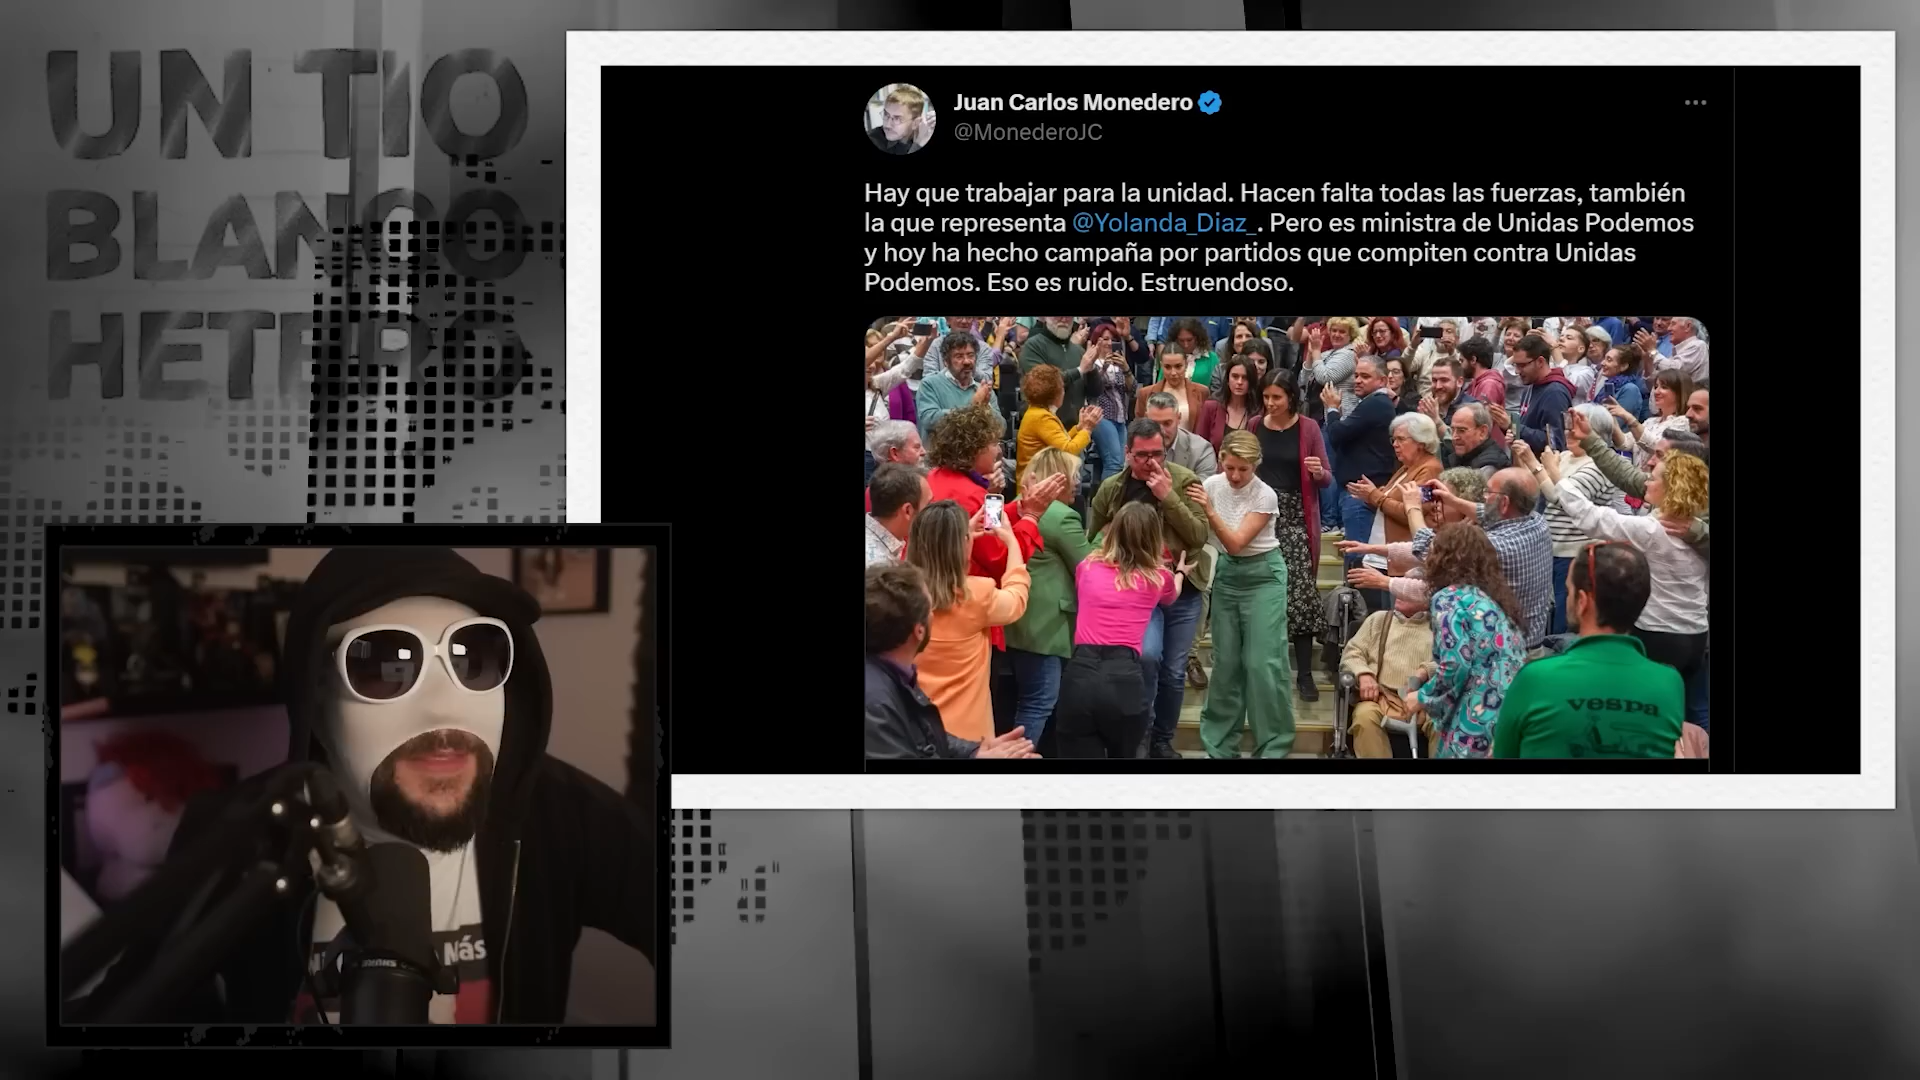 UN TIO
BLANCO
HETERO
Juan Carlos Monedero
@MonederoJC
Hay que trabajar para la unidad. Hacen falta todas las fuerzas, también
la que representa @Yolanda_Diaz_. Pero es ministra de Unidas Podemos
y hoy ha hecho campaña por partidos que compiten contra Unidas
Podemos. Eso es ruido. Estruendoso.
vespa
Más